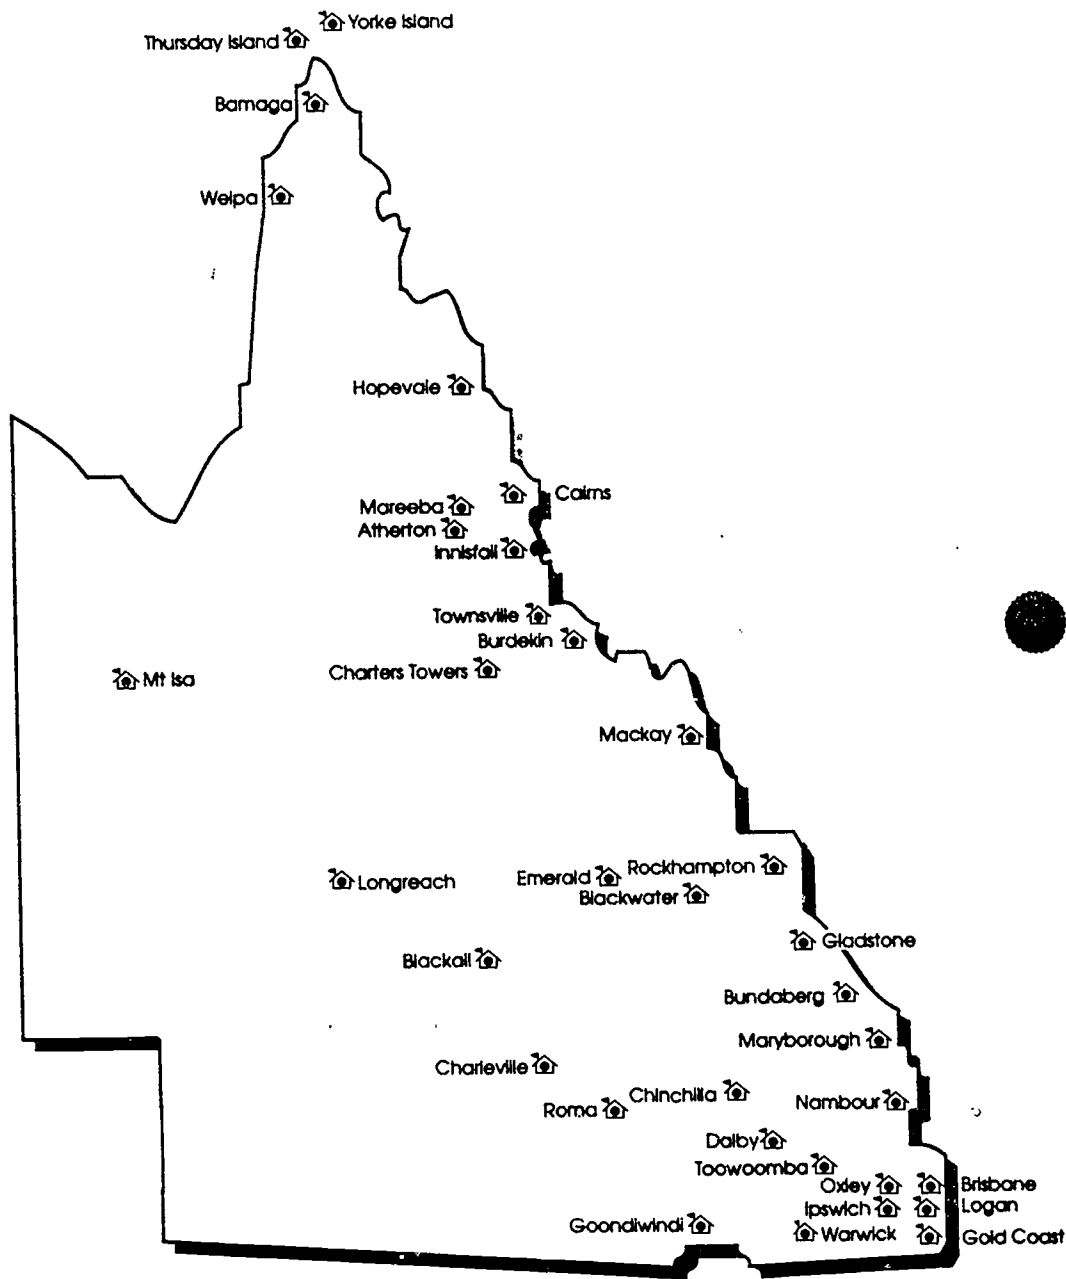 Yorke Island
Thursday Island
Bamaga
Weipa
Hopevale
Cairns
Mareeba
Atherton
Innisfail
Townsville
Burdekin
Charters Towers
Mt Isa
Mackay
Rockhampton
Emerald
Longreach
Blackwater
Gladstone
Blackall
Bundaberg
Maryborough
Charleville
Chinchilla
Nambour
Roma
Dalby
Toowoomba
Oxley
Brisbane
Ipswich
Logan
Goondiwindi
Warwick
Gold Coast